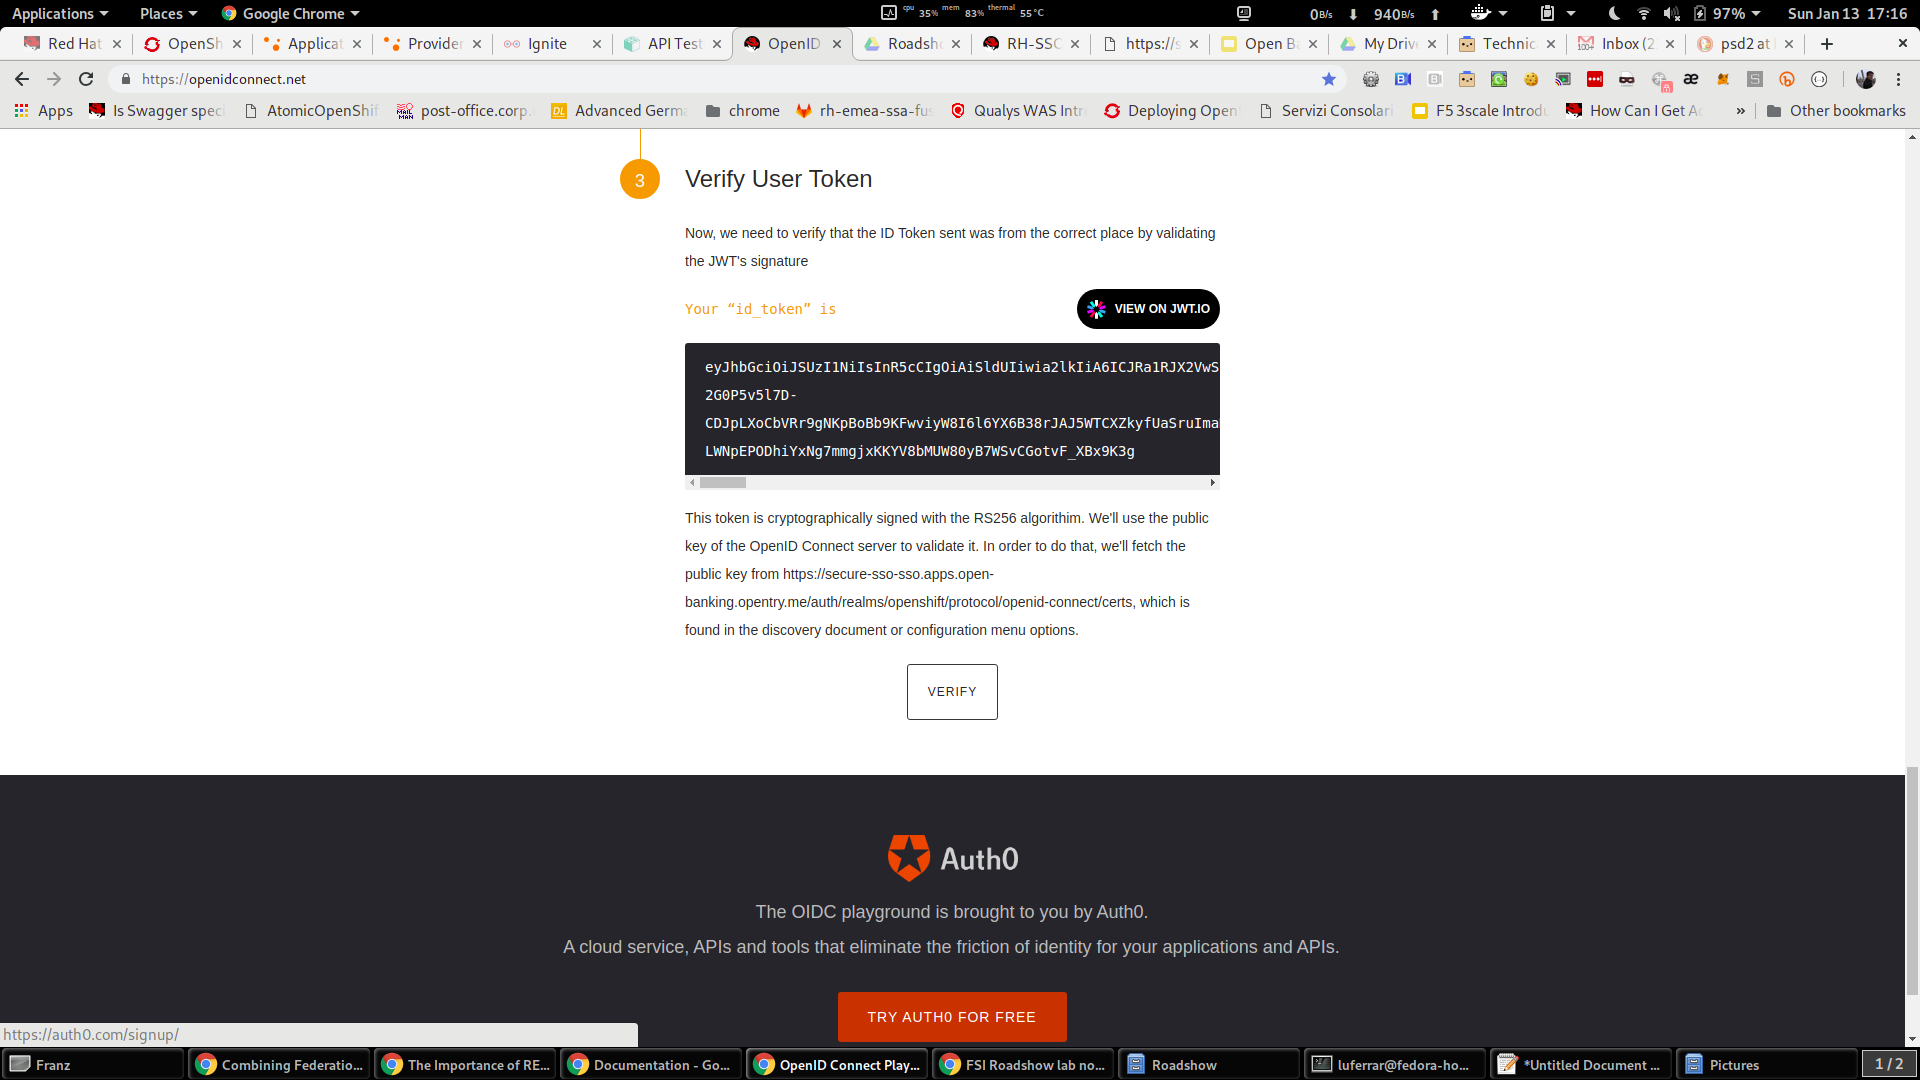 Applications
Places
Google Chrome
cpu 35%
mem 83%
thermal 55°C
0B/s
940B/s
97%
Sun Jan 13 17:16
Red Hat
OpenSh
Applicat
Provider
Ignite
API Test
OpenID
Roadsho
RH-SSO
https://s
Open Ba
My Drive
Technic
Inbox (2
psd2 at
https://openidconnect.net
Apps
Is Swagger spec
AtomicOpenShif
post-office.corp.
Advanced Germa
chrome
rh-emea-ssa-fus
Qualys WAS Intr
Deploying Open
Servizi Consolari
F5 3scale Introdu
How Can I Get Ac
»
Other bookmarks
3
Verify User Token
Now, we need to verify that the ID Token sent was from the correct place by validating
the JWT's signature
Your “id_token” is
VIEW ON JWT.IO
eyJhbGciOiJSUzI1NiIsInR5cCIgOiAiSldUIiwia2lkIiA6ICJRa1RJX2VwS
2G0P5v5l7D-
CDJpLXoCbVRr9gNKpBoBb9KFwviyW8I6l6YX6B38rJAJ5WTCXZkyfUaSruIma
LWNpEPODhiYxNg7mmgjxKKYV8bMUW80yB7WSvCGotvF_XBx9K3g
This token is cryptographically signed with the RS256 algorithim. We'll use the public
key of the OpenID Connect server to validate it. In order to do that, we'll fetch the
public key from https://secure-sso-sso.apps.open-
banking.opentry.me/auth/realms/openshift/protocol/openid-connect/certs, which is
found in the discovery document or configuration menu options.
VERIFY
Auth0
The OIDC playground is brought to you by Auth0.
A cloud service, APIs and tools that eliminate the friction of identity for your applications and APIs.
TRY AUTH0 FOR FREE
https://auth0.com/signup/
Franz
Combining Federatio...
The Importance of RE...
Documentation - Go...
OpenID Connect Play...
FSI Roadshow lab no...
Roadshow
luferrar@fedora-ho...
*Untitled Document ...
Pictures
1 / 2